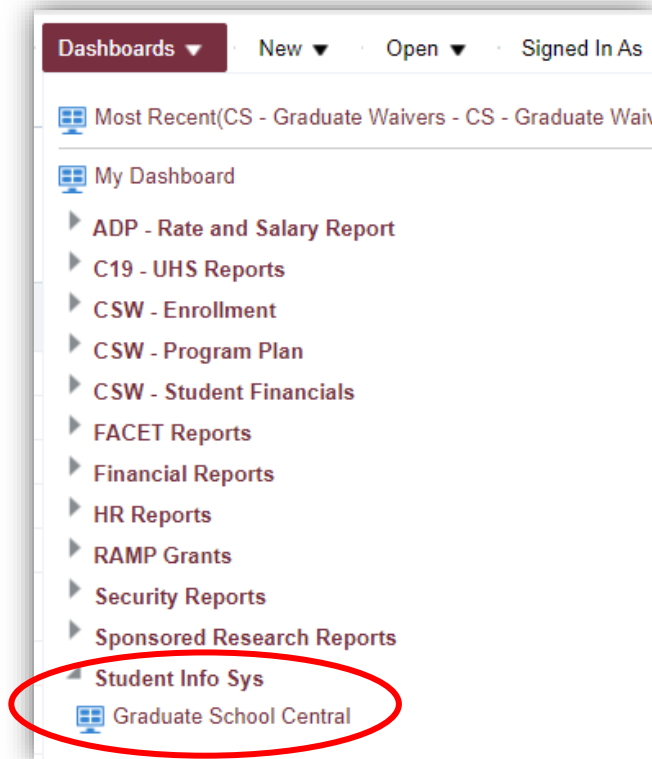 Dashboards New Open Signed In As
Most Recent(CS - Graduate Waivers - CS - Graduate
My Dashboard
ADP - Rate and Salary Report
C19 - UHS Reports
CSW - Enrollment
CSW - Program Plan
CSW - Student Financials
FACET Reports
Financial Reports
HR Reports
RAMP Grants
Security Reports
Sponsored Research Reports
Student Info Sys
Graduate School Central